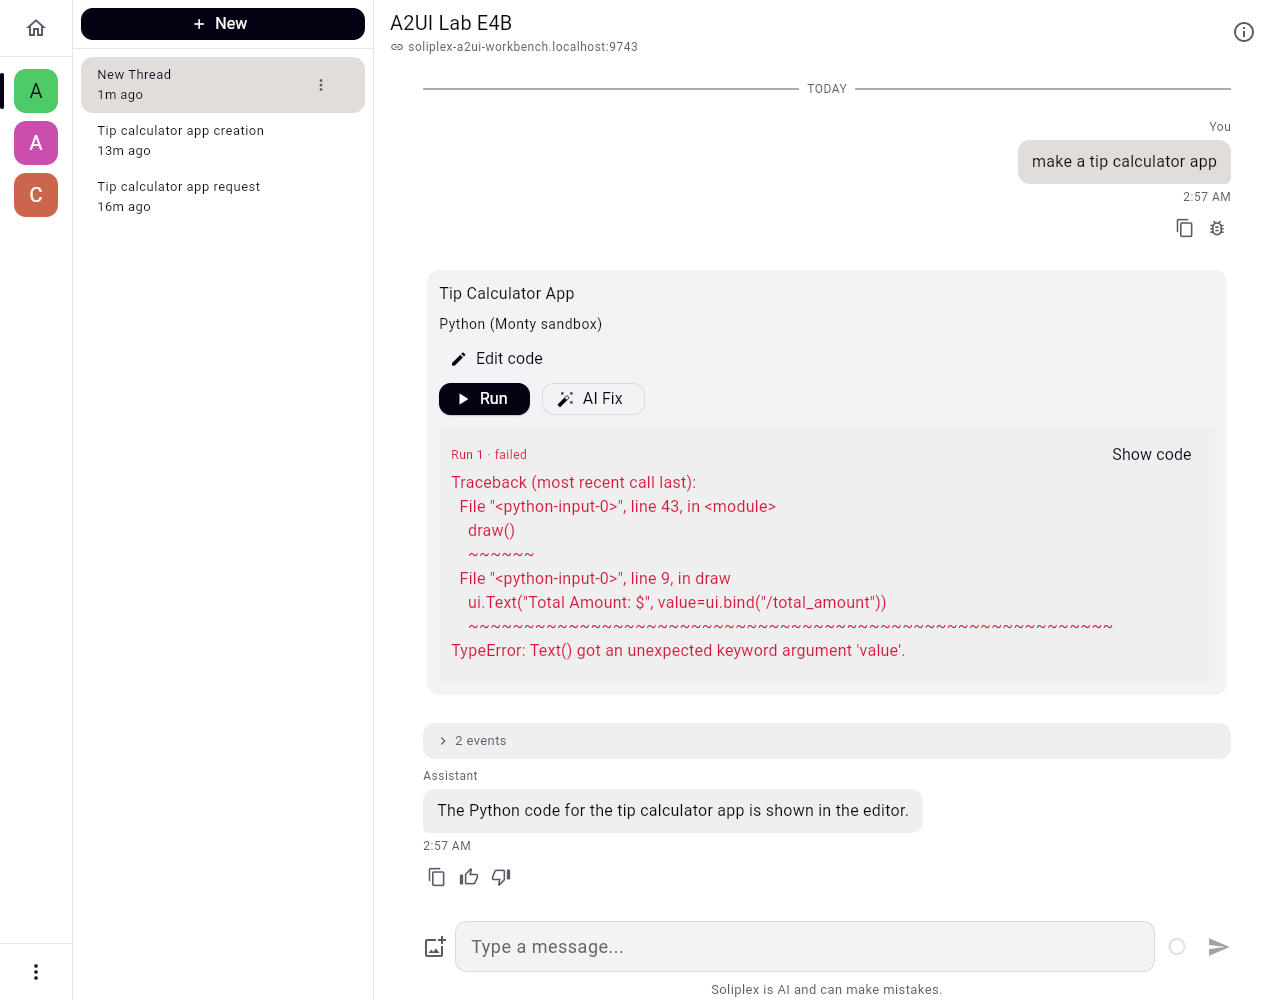 New
New Thread
1m ago
Tip calculator app creation
13m ago
Tip calculator app request
16m ago
A
A
C
A2UI Lab E4B
soliplex-a2ui-workbench.localhost:9743
TODAY
You
make a tip calculator app
2:57 AM
Tip Calculator App
Python (Monty sandbox)
Edit code
Run
AI Fix
Run 1 · failed
Show code
Traceback (most recent call last):
  File "<python-input-0>", line 43, in <module>
    draw()
    ~~~~~~
  File "<python-input-0>", line 9, in draw
    ui.Text("Total Amount: $", value=ui.bind("/total_amount"))
    ~~~~~~~~~~~~~~~~~~~~~~~~~~~~~~~~~~~~~~~~~~~~~~~~~~~~~~~~~~
TypeError: Text() got an unexpected keyword argument 'value'.
2 events
Assistant
The Python code for the tip calculator app is shown in the editor.
2:57 AM
Type a message...
Soliplex is AI and can make mistakes.